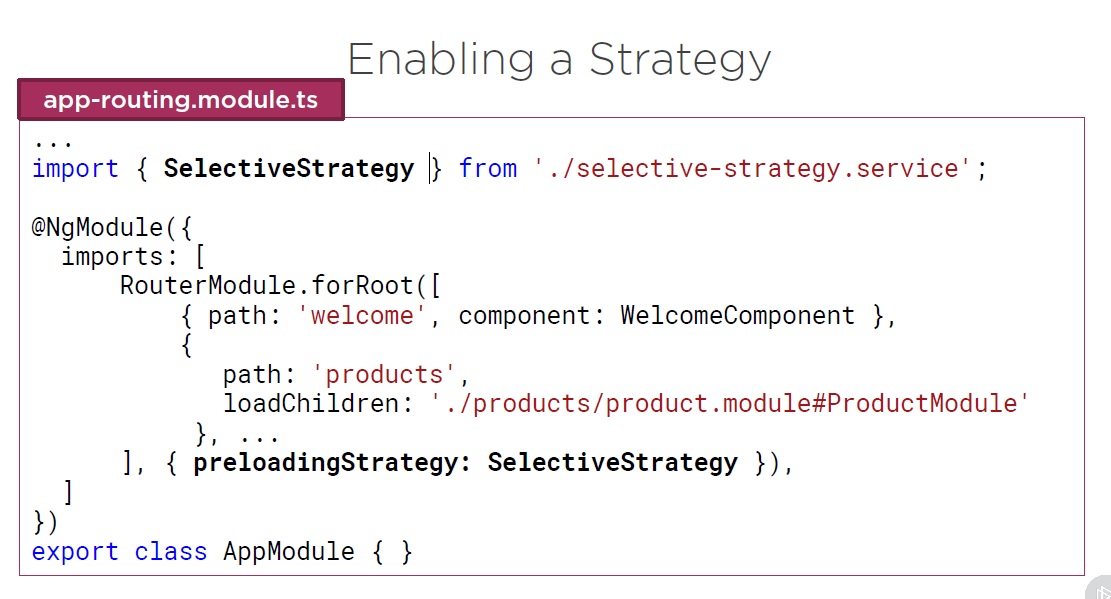 Enabling a Strategy
app-routing.module.ts
...
import { SelectiveStrategy } from './selective-strategy.service';
@NgModule({
imports: [
RouterModule.forRoot([
{ path: 'welcome', component: WelcomeComponent },
{
path: 'products',
loadChildren: './products/product.module#ProductModule'
}, ...
], { preloadingStrategy: SelectiveStrategy }),
]
})
export class AppModule { }